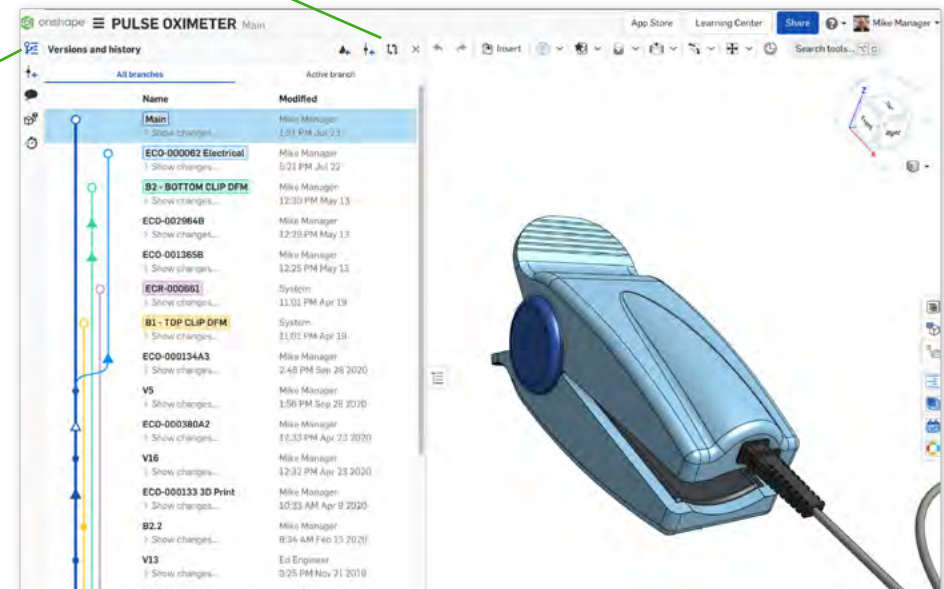 onshape PULSE OXIMETER Main App Store Learning Center Share Mike Manager
Versions and history Insert Search tools...
All branches Active branch
Name Modified
Main Mike Manager
Show changes... 1:51 PM Jul 23
ECO-000062 Electrical Mike Manager
Show changes... 5:21 PM Jul 22
B2 - BOTTOM CLIP DFM Mike Manager
Show changes... 12:30 PM May 13
ECO-002964B Mike Manager
Show changes... 12:29 PM May 13
ECO-001365B Mike Manager
Show changes... 12:25 PM May 13
ECR-000661 System
Show changes... 11:01 PM Apr 19
B1 - TOP CLIP DFM System
Show changes... 11:01 PM Apr 19
ECO-000134A3 Mike Manager
Show changes... 2:48 PM Sep 28 2020
V5 Mike Manager
Show changes... 1:56 PM Sep 28 2020
ECO-000380A2 Mike Manager
Show changes... 12:33 PM Apr 23 2020
V16 Mike Manager
Show changes... 12:32 PM Apr 23 2020
ECO-000133 3D Print Mike Manager
Show changes... 10:33 AM Apr 9 2020
B2.2 Mike Manager
Show changes... 8:34 AM Feb 13 2020
V13 Ed Engineer
Show changes... 3:25 PM Nov 21 2019
Z
X